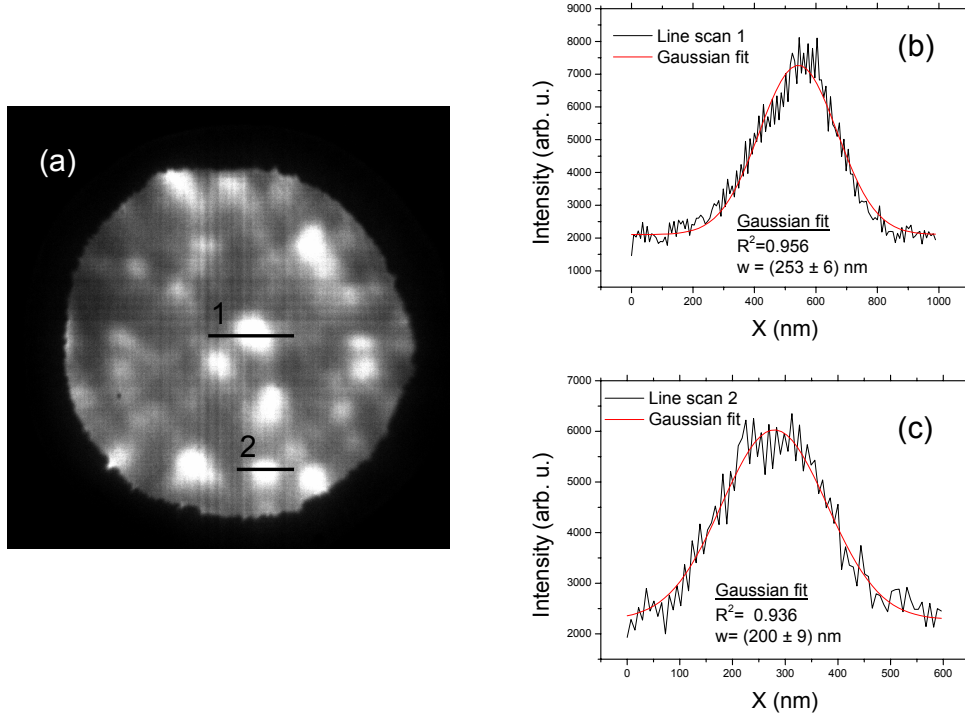 (a)
1
2
(b)
Line scan 1
Gaussian fit
9000
8000
7000
6000
5000
4000
3000
2000
1000
Intensity (arb. u.)
Gaussian fit
R²=0.956
w = (253 ± 6) nm
0 200 400 600 800 1000
X (nm)
(c)
Line scan 2
Gaussian fit
7000
6000
5000
4000
3000
2000
Intensity (arb. u.)
Gaussian fit
R²= 0.936
w= (200 ± 9) nm
0 100 200 300 400 500 600
X (nm)